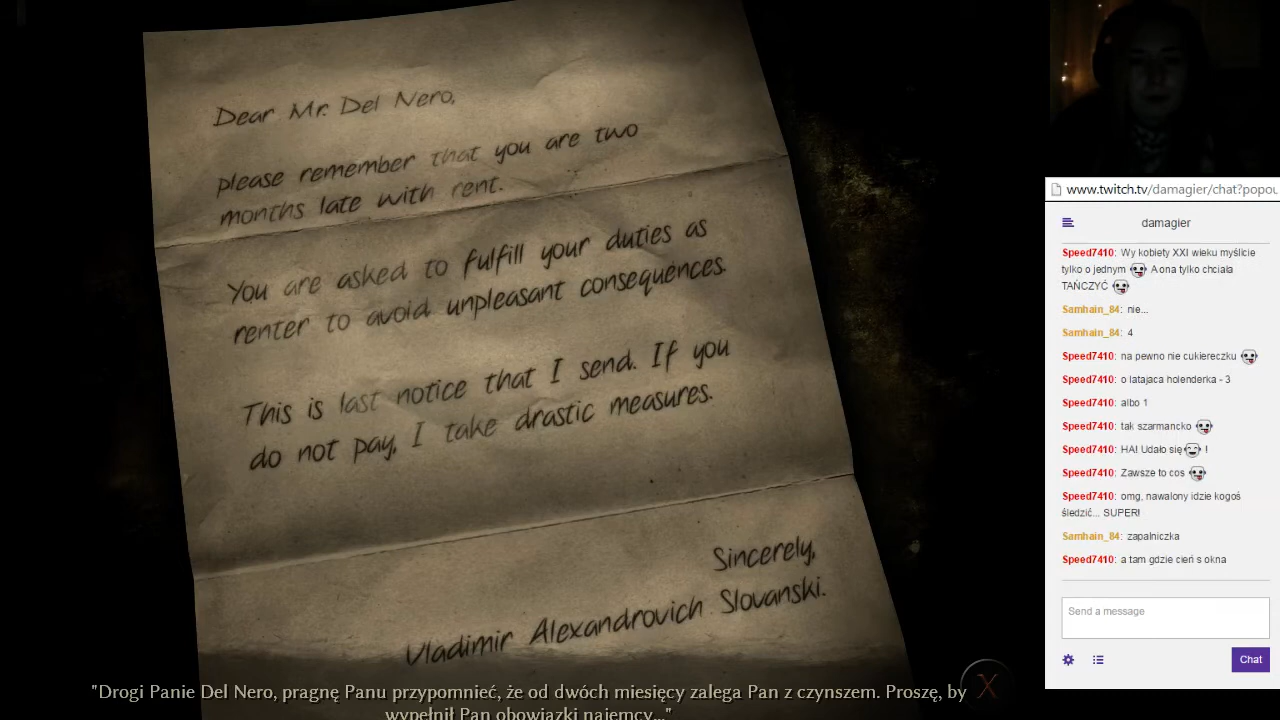 Dear Mr. Del Nero,
please remember that you are two
months late with rent.
You are asked to fulfill your duties as
renter to avoid unpleasant consequences.
This is last notice that I send. If you
do not pay, I take drastic measures.
Sincerely,
Vladimir Alexandrovich Slovanski.
X
"Drogi Panie Del Nero, pragnę Panu przypomnieć, że od dwóch miesięcy zalega Pan z czynszem. Proszę, by
wypełnił Pan obowiązki najemcy..."
www.twitch.tv/damagier/chat?popou
damagier
Speed7410: Wy kobiety XXI wieku myślicie
tylko o jednym A ona tylko chciala
TAŃCZYĆ
Samhain_84: nie...
Samhain_84: 4
Speed7410: na pewno nie cukiereczku
Speed7410: o latajaca holenderka - 3
Speed7410: albo 1
Speed7410: tak szarmancko
Speed7410: HA! Udało się !
Speed7410: Zawsze to cos
Speed7410: omg, nawalony idzie kogoś
śledzić... SUPER!
Samhain_84: zapalniczka
Speed7410: a tam gdzie cień s okna
Send a message
Chat